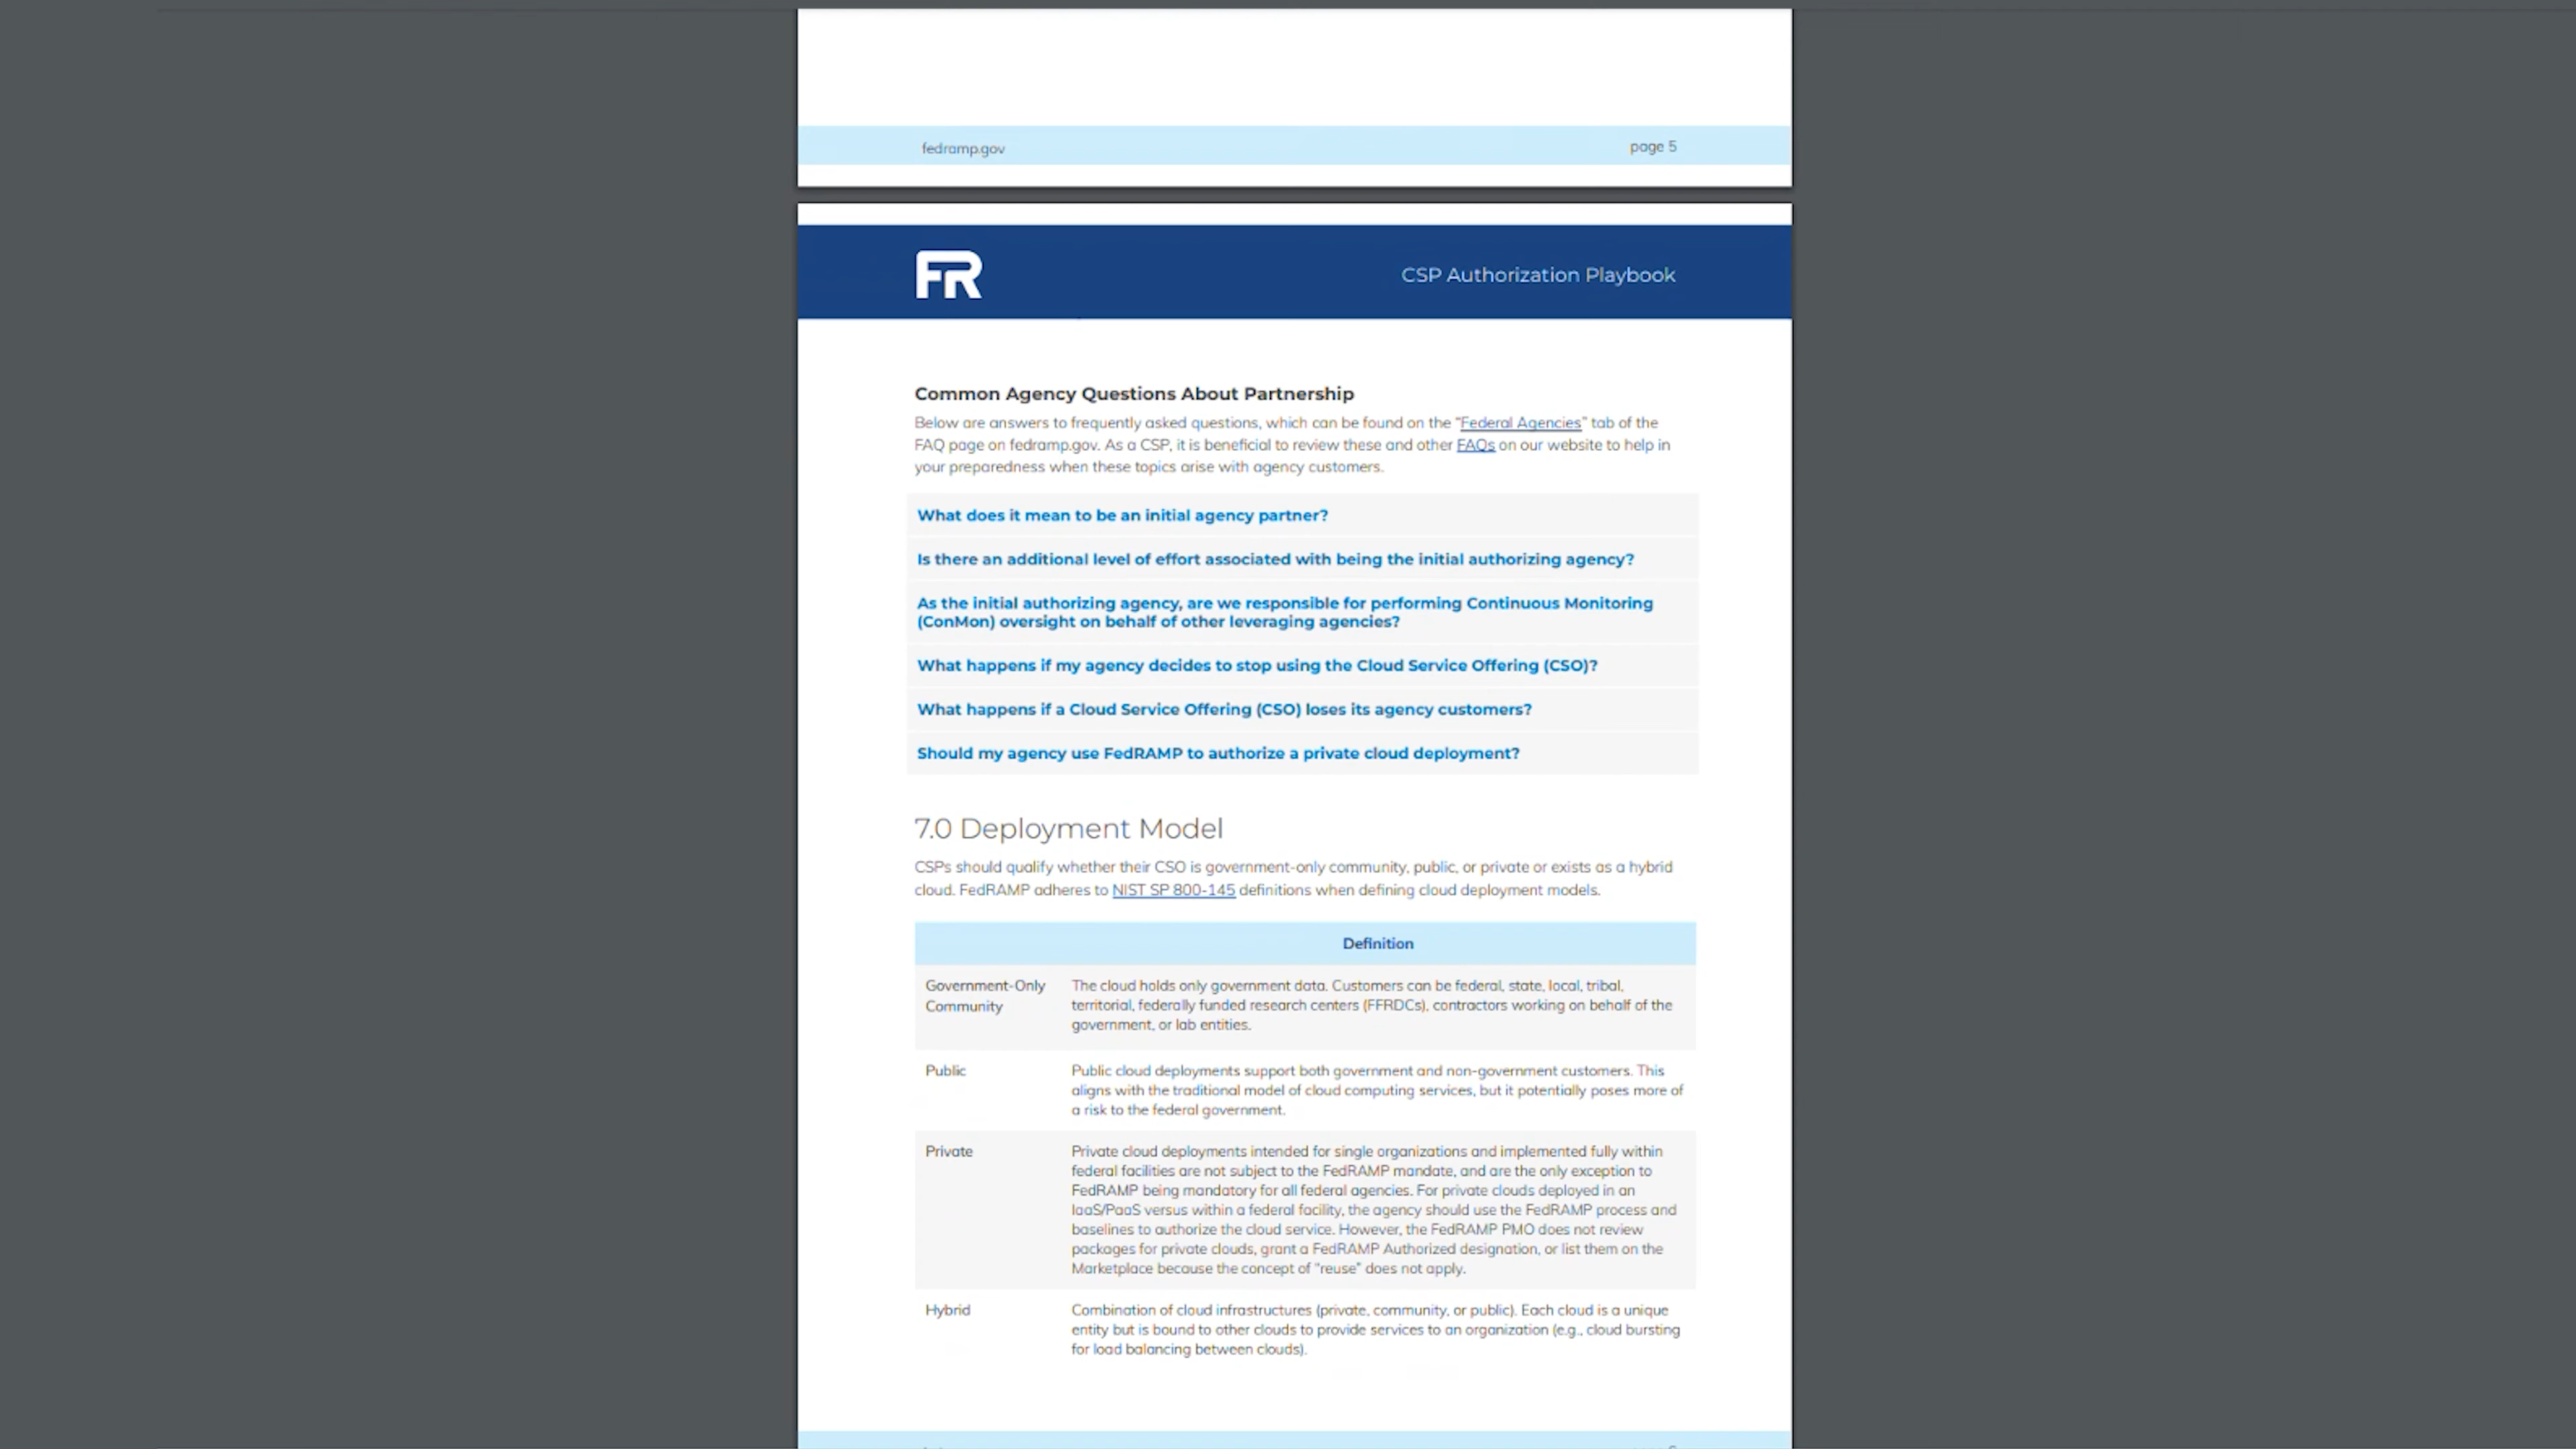 fedramp.gov
page 5
FR
CSP Authorization Playbook
Common Agency Questions About Partnership
Below are answers to frequently asked questions, which can be found on the “Federal Agencies” tab of the
FAQ page on fedramp.gov. As a CSP, it is beneficial to review these and other FAQs on our website to help in
your preparedness when these topics arise with agency customers.
What does it mean to be an initial agency partner?
Is there an additional level of effort associated with being the initial authorizing agency?
As the initial authorizing agency, are we responsible for performing Continuous Monitoring
(ConMon) oversight on behalf of other leveraging agencies?
What happens if my agency decides to stop using the Cloud Service Offering (CSO)?
What happens if a Cloud Service Offering (CSO) loses its agency customers?
Should my agency use FedRAMP to authorize a private cloud deployment?
7.0 Deployment Model
CSPs should qualify whether their CSO is government-only community, public, or private or exists as a hybrid
cloud. FedRAMP adheres to NIST SP 800-145 definitions when defining cloud deployment models.
Definition
Government-Only
Community
The cloud holds only government data. Customers can be federal, state, local, tribal,
territorial, federally funded research centers (FFRDCs), contractors working on behalf of the
government, or lab entities.
Public
Public cloud deployments support both government and non-government customers. This
aligns with the traditional model of cloud computing services, but it potentially poses more of
a risk to the federal government.
Private
Private cloud deployments intended for single organizations and implemented fully within
federal facilities are not subject to the FedRAMP mandate, and are the only exception to
FedRAMP being mandatory for all federal agencies. For private clouds deployed in an
IaaS/PaaS versus within a federal facility, the agency should use the FedRAMP process and
baselines to authorize the cloud service. However, the FedRAMP PMO does not review
packages for private clouds, grant a FedRAMP Authorized designation, or list them on the
Marketplace because the concept of “reuse” does not apply.
Hybrid
Combination of cloud infrastructures (private, community, or public). Each cloud is a unique
entity but is bound to other clouds to provide services to an organization (e.g., cloud bursting
for load balancing between clouds).